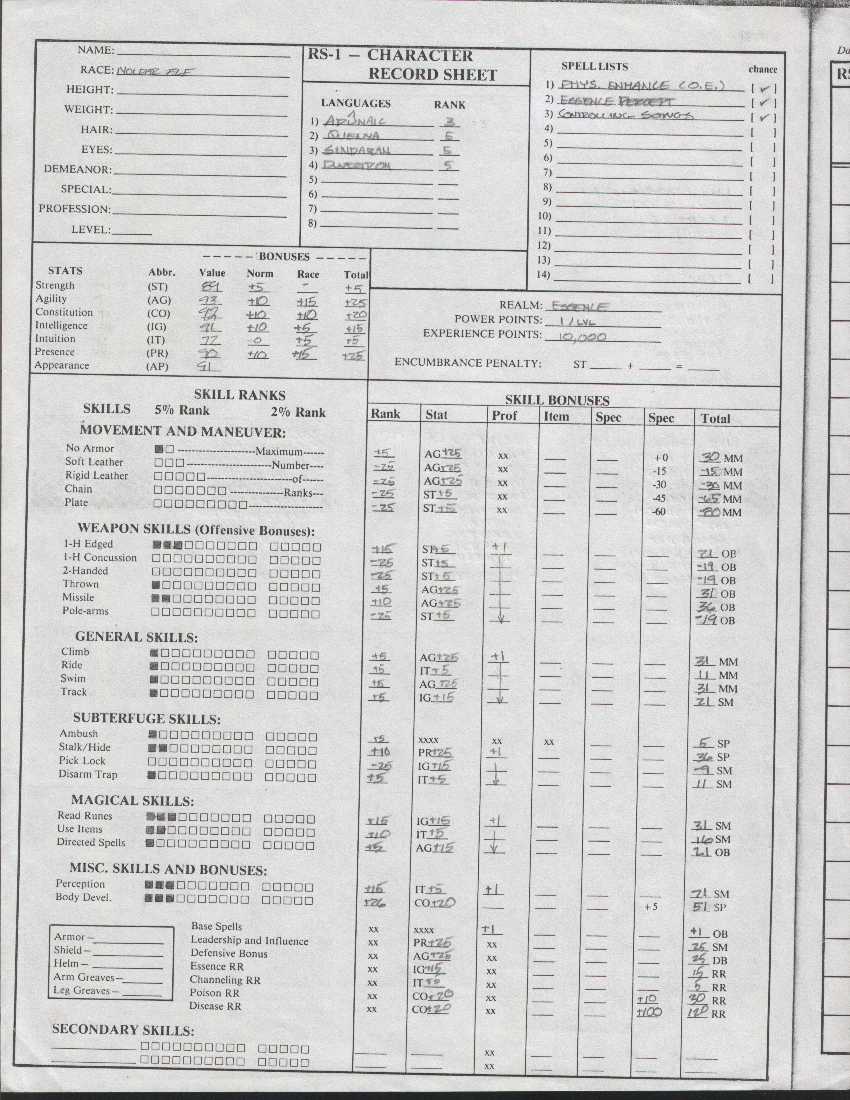 NAME:
RACE: NOLDAR ELF
HEIGHT:
WEIGHT:
HAIR:
EYES:
DEMEANOR:
SPECIAL:
PROFESSION:
LEVEL:
RS-1 – CHARACTER
RECORD SHEET
LANGUAGES RANK
1) ADÛNAIC 3
2) QUENYA 5
3) SINDARAN 5
4) 5
5)
6)
7)
8)
SPELL LISTS chance
1) PHYS. ENHANCE (O.E.) [ ✓ ]
2) ESSENCE PERCEPT [ ✓ ]
3) CONTROLLING SONGS [ ✓ ]
4) [ ]
5) [ ]
6) [ ]
7) [ ]
8) [ ]
9) [ ]
10) [ ]
11) [ ]
12) [ ]
13) [ ]
14) [ ]
– – – – – BONUSES – – – – –
STATS Abbr. Value Norm Race Total
Strength (ST) +5 - +5
Agility (AG) 93 +10 +15 +25
Constitution (CO) +10 +10 +20
Intelligence (IG) 91 +10 +5 +15
Intuition (IT) 77 0 +5 +5
Presence (PR) 90 +10 +15 +25
Appearance (AP) 91
REALM: ESSENCE
POWER POINTS: 1/LVL
EXPERIENCE POINTS: 10,000
ENCUMBRANCE PENALTY: ST + =
SKILL RANKS
SKILLS 5% Rank 2% Rank
SKILL BONUSES
Rank Stat Prof Item Spec Spec Total
MOVEMENT AND MANEUVER:
No Armor Maximum +5 AG+25 xx +0 30 MM
Soft Leather Number -25 AG+25 xx -15 -15 MM
Rigid Leather of -25 AG+25 xx -30 -30 MM
Chain Ranks -25 ST+5 xx -45 -65 MM
Plate -25 ST+5 xx -60 -80 MM
WEAPON SKILLS (Offensive Bonuses):
1-H Edged +15 ST+5 +1 21 OB
1-H Concussion -25 ST+5 -19 OB
2-Handed -25 ST+5 -19 OB
Thrown +5 AG+25 31 OB
Missile +10 AG+25 36 OB
Pole-arms -25 ST+5 -19 OB
GENERAL SKILLS:
Climb +5 AG+25 +1 31 MM
Ride +5 IT+5 11 MM
Swim +5 AG+25 31 MM
Track +5 IG+15 21 SM
SUBTERFUGE SKILLS:
Ambush +5 xxxx xx xx 5 SP
Stalk/Hide +10 PR+25 +1 36 SP
Pick Lock -25 IG+15 -9 SM
Disarm Trap +5 IT+5 11 SM
MAGICAL SKILLS:
Read Runes +15 IG+15 +1 31 SM
Use Items +10 IT+5 16 SM
Directed Spells +5 AG+15 21 OB
MISC. SKILLS AND BONUSES:
Perception +15 IT+5 +1 21 SM
Body Devel. +26 CO+20 +5 51 SP
Base Spells xx xxxx +1 +1 OB
Leadership and Influence xx PR+25 xx 25 SM
Defensive Bonus xx AG+25 xx 25 DB
Essence RR xx IG+15 xx 15 RR
Channeling RR xx IT+5 xx 5 RR
Poison RR xx CO+20 xx +10 30 RR
Disease RR xx CO+20 xx +100 120 RR
Armor –
Shield –
Helm –
Arm Greaves–
Leg Greaves –
SECONDARY SKILLS:
xx
xx